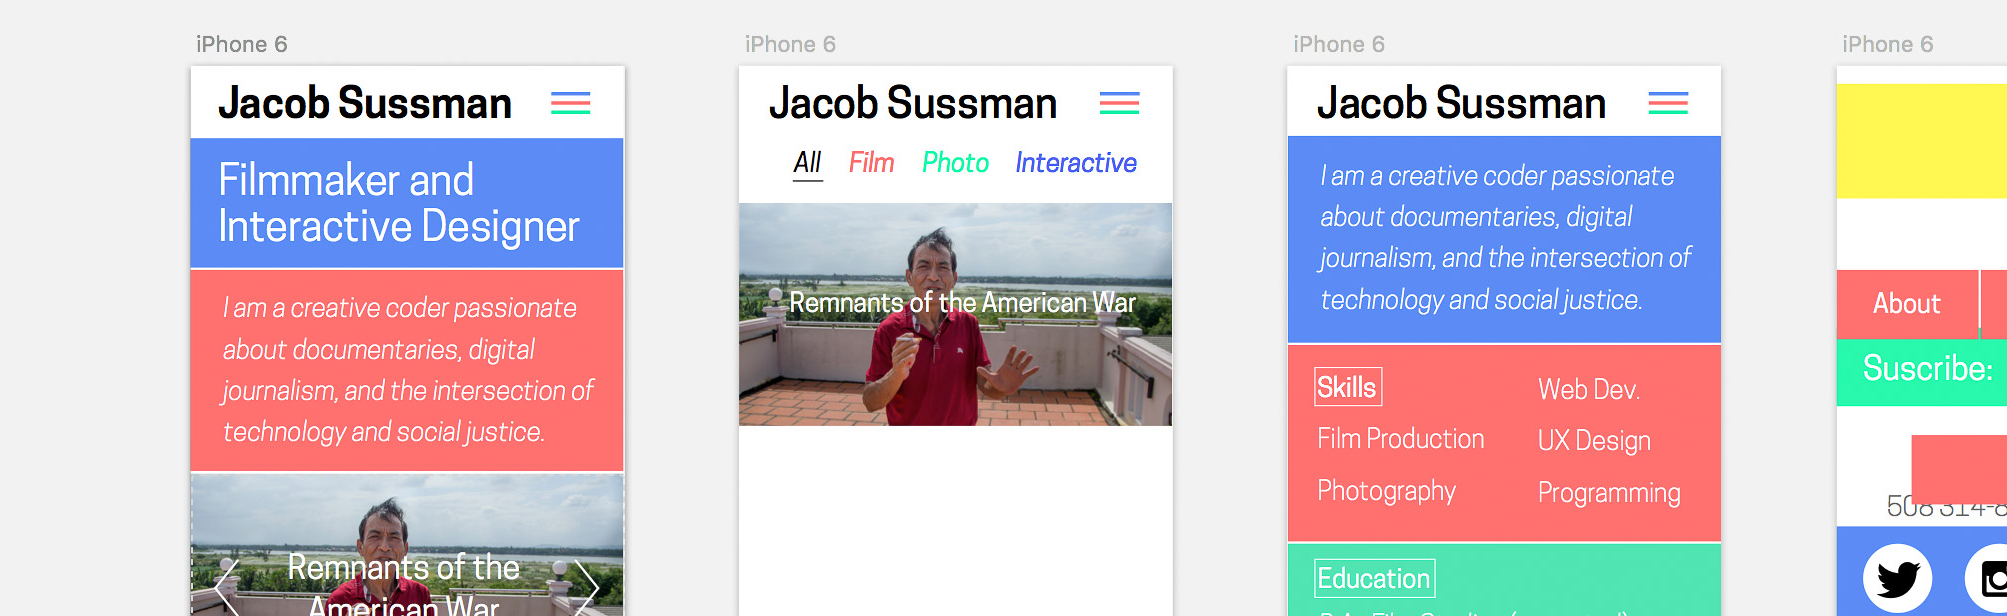 iPhone 6
Jacob Sussman
Filmmaker and
Interactive Designer
I am a creative coder passionate
about documentaries, digital
journalism, and the intersection of
technology and social justice.
Remnants of the
American War
iPhone 6
Jacob Sussman
All Film Photo Interactive
Remnants of the American War
iPhone 6
Jacob Sussman
I am a creative coder passionate
about documentaries, digital
journalism, and the intersection of
technology and social justice.
Skills Web Dev.
Film Production UX Design
Photography Programming
Education
iPhone 6
About
Suscribe: